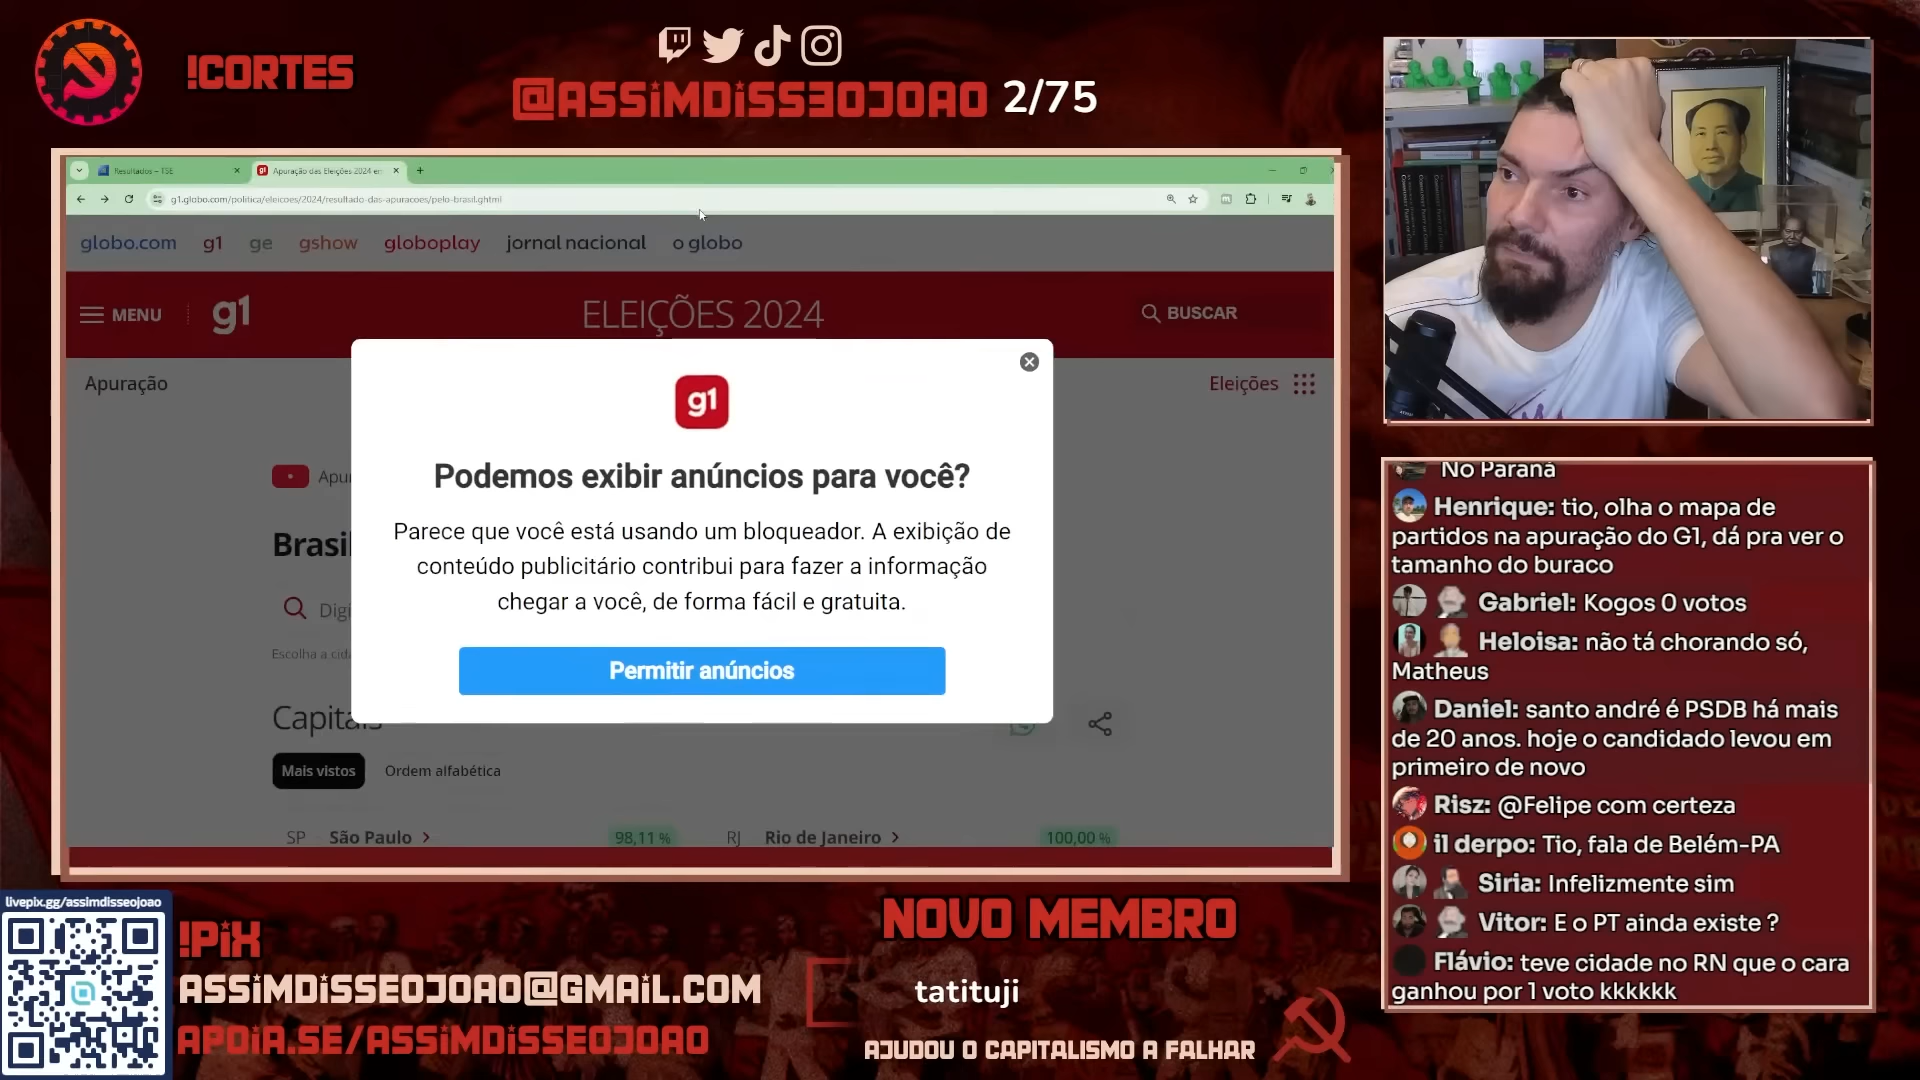 !CORTES
@ASSIMDISSEOJOAO 2/75
Resultados – TSE
Apuração das Eleições 2024 em
g1.globo.com/politica/eleicoes/2024/resultado-das-apuracoes/pelo-brasil.ghtml
globo.com g1 ge gshow globoplay jornal nacional o globo
MENU g1 ELEIÇÕES 2024 BUSCAR
Apuração
Eleições
g1
Podemos exibir anúncios para você?
Parece que você está usando um bloqueador. A exibição de
conteúdo publicitário contribui para fazer a informação
chegar a você, de forma fácil e gratuita.
Permitir anúncios
Brasil
Escolha a
Capitais
Mais vistos Ordem alfabética
SP São Paulo 98,11 % RJ Rio de Janeiro 100,00 %
No Paraná
Henrique: tio, olha o mapa de
partidos na apuração do G1, dá pra ver o
tamanho do buraco
Gabriel: Kogos 0 votos
Heloisa: não tá chorando só,
Matheus
Daniel: santo andré é PSDB há mais
de 20 anos. hoje o candidado levou em
primeiro de novo
Risz: @Felipe com certeza
il derpo: Tio, fala de Belém-PA
Siria: Infelizmente sim
Vitor: E o PT ainda existe ?
Flávio: teve cidade no RN que o cara
ganhou por 1 voto kkkkkk
livepix.gg/assimdisseojoao
!PIX
ASSIMDISSEOJOAO@GMAIL.COM
APOIA.SE/ASSIMDISSEOJOAO
NOVO MEMBRO
tatituji
AJUDOU O CAPITALISMO A FALHAR